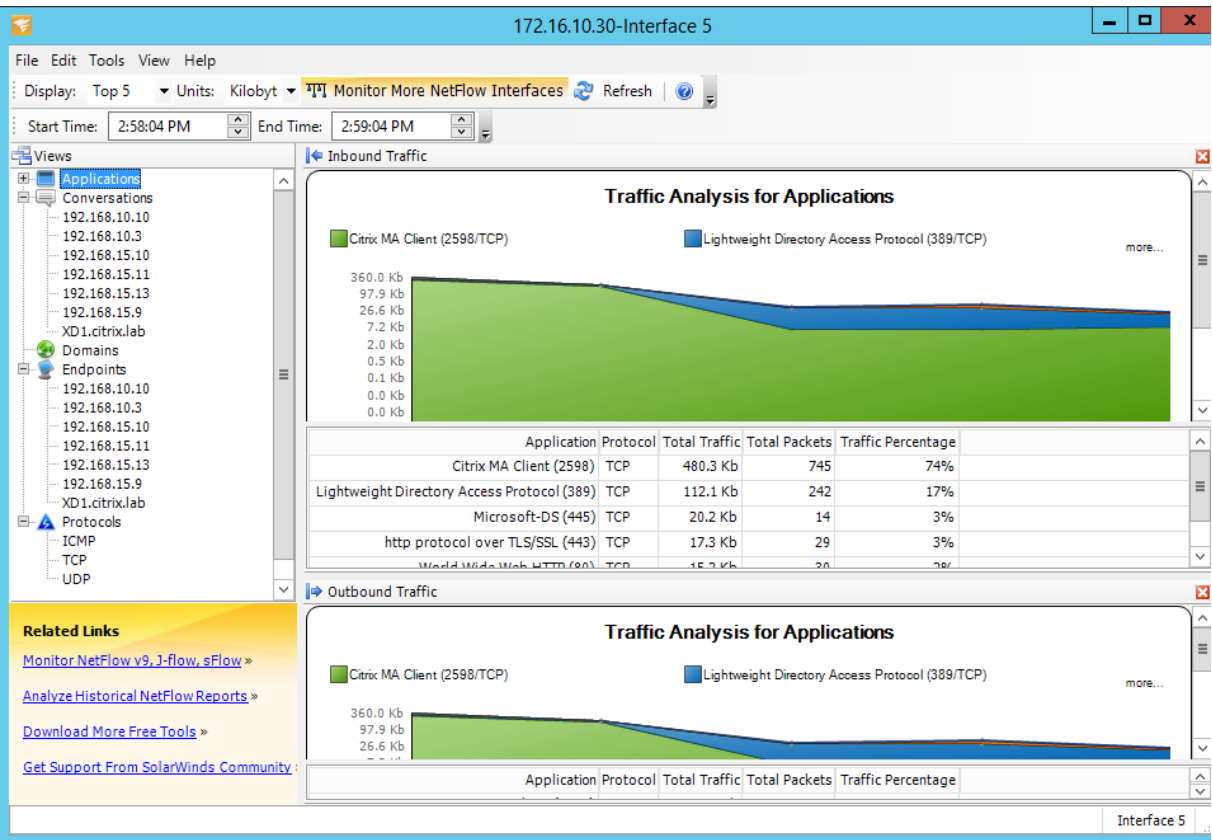 172.16.10.30-Interface 5
File Edit Tools View Help
Display: Top 5 Units: Kilobyt Monitor More NetFlow Interfaces Refresh
Start Time: 2:58:04 PM End Time: 2:59:04 PM
Views
Applications
Conversations
192.168.10.10
192.168.10.3
192.168.15.10
192.168.15.11
192.168.15.13
192.168.15.9
XD1.citrix.lab
Domains
Endpoints
192.168.10.10
192.168.10.3
192.168.15.10
192.168.15.11
192.168.15.13
192.168.15.9
XD1.citrix.lab
Protocols
ICMP
TCP
UDP
Related Links
Monitor NetFlow v9, J-flow, sFlow »
Analyze Historical NetFlow Reports »
Download More Free Tools »
Get Support From SolarWinds Community
Inbound Traffic
Traffic Analysis for Applications
Citrix MA Client (2598/TCP) Lightweight Directory Access Protocol (389/TCP) more...
360.0 Kb
97.9 Kb
26.6 Kb
7.2 Kb
2.0 Kb
0.5 Kb
0.1 Kb
0.0 Kb
0.0 Kb
Application Protocol Total Traffic Total Packets Traffic Percentage
Citrix MA Client (2598) TCP 480.3 Kb 745 74%
Lightweight Directory Access Protocol (389) TCP 112.1 Kb 242 17%
Microsoft-DS (445) TCP 20.2 Kb 14 3%
http protocol over TLS/SSL (443) TCP 17.3 Kb 29 3%
World Wide Web HTTP (80) TCP 15.2 Kb 2%
Outbound Traffic
Traffic Analysis for Applications
Citrix MA Client (2598/TCP) Lightweight Directory Access Protocol (389/TCP) more...
360.0 Kb
97.9 Kb
26.6 Kb
Application Protocol Total Traffic Total Packets Traffic Percentage
Interface 5